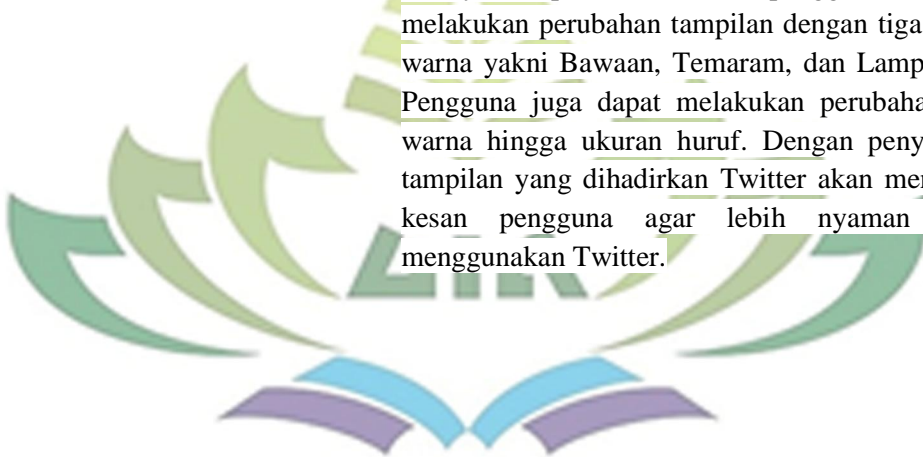 melakukan perubahan tampilan dengan tiga
warna yakni Bawaan, Temaram, dan Lamp
Pengguna juga dapat melakukan perubaha
warna hingga ukuran huruf. Dengan peny
tampilan yang dihadirkan Twitter akan mer
kesan pengguna agar lebih nyaman
menggunakan Twitter.